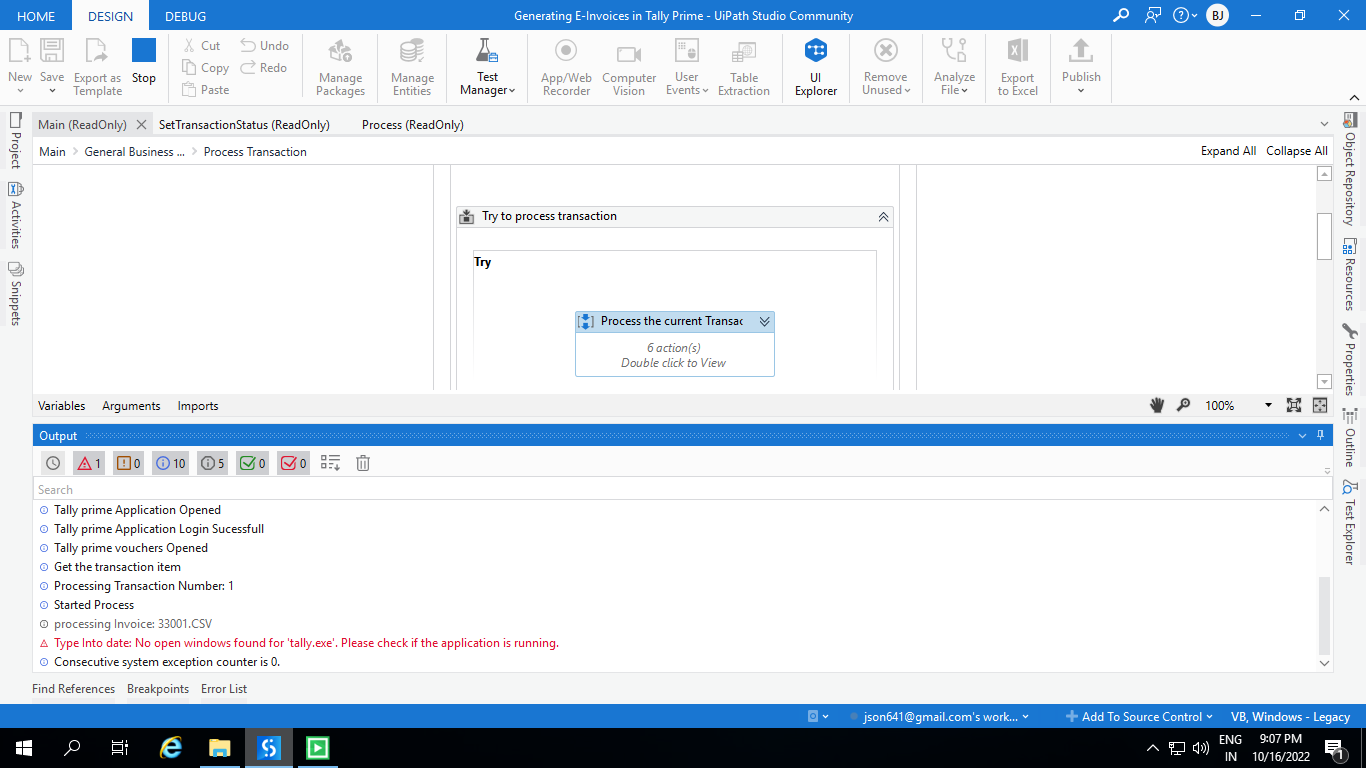 HOME DESIGN DEBUG Generating E-Invoices in Tally Prime - UiPath Studio Community BJ
New Save Export as Template Stop Cut Copy Paste Undo Redo Manage Packages Manage Entities Test Manager App/Web Recorder Computer Vision User Events Table Extraction UI Explorer Remove Unused Analyze File Export to Excel Publish
Main (ReadOnly) SetTransactionStatus (ReadOnly) Process (ReadOnly)
Main General Business ... Process Transaction Expand All Collapse All
Project
Activities
Snippets
Try to process transaction
Try
Process the current Transac
6 action(s)
Double click to View
Object Repository
Resources
Properties
Outline
Test Explorer
Variables Arguments Imports 100%
Output
1 0 10 5 0 0
Search
Tally prime Application Opened
Tally prime Application Login Sucessfull
Tally prime vouchers Opened
Get the transaction item
Processing Transaction Number: 1
Started Process
processing Invoice: 33001.CSV
Type Into date: No open windows found for 'tally.exe'. Please check if the application is running.
Consecutive system exception counter is 0.
Find References Breakpoints Error List
json641@gmail.com's work... Add To Source Control VB, Windows - Legacy
ENG 9:07 PM
IN 10/16/2022 1